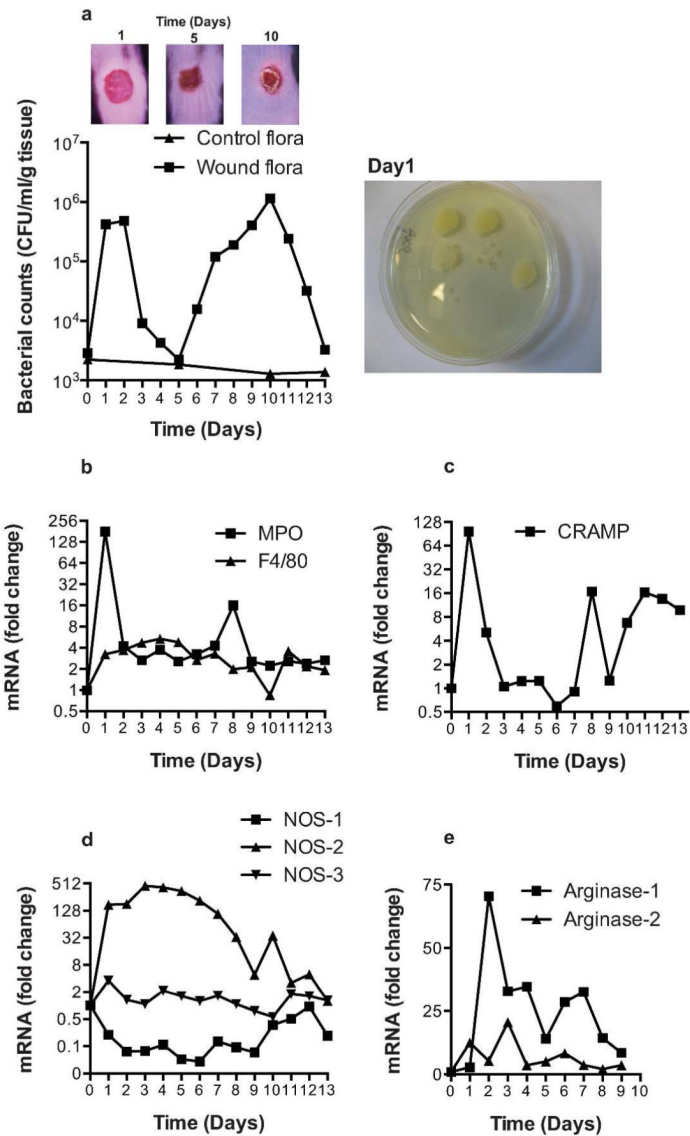 a
Time (Days)
1 5 10
Bacterial counts (CFU/ml/g tissue)
10^7
10^6
10^5
10^4
10^3
Control flora
Wound flora
0 1 2 3 4 5 6 7 8 9 10 11 12 13
Time (Days)
Day1
b
mRNA (fold change)
256
128
64
32
16
8
4
2
1
0.5
MPO
F4/80
0 1 2 3 4 5 6 7 8 9 10 11 12 13
Time (Days)
c
mRNA (fold change)
128
64
32
16
8
4
2
1
0.5
CRAMP
0 1 2 3 4 5 6 7 8 9 10 11 12 13
Time (Days)
d
NOS-1
NOS-2
NOS-3
mRNA (fold change)
512
128
32
8
2
0.5
0.1
0
0 1 2 3 4 5 6 7 8 9 10 11 12 13
Time (Days)
e
mRNA (fold change)
75
50
25
0
Arginase-1
Arginase-2
0 1 2 3 4 5 6 7 8 9 10
Time (Days)